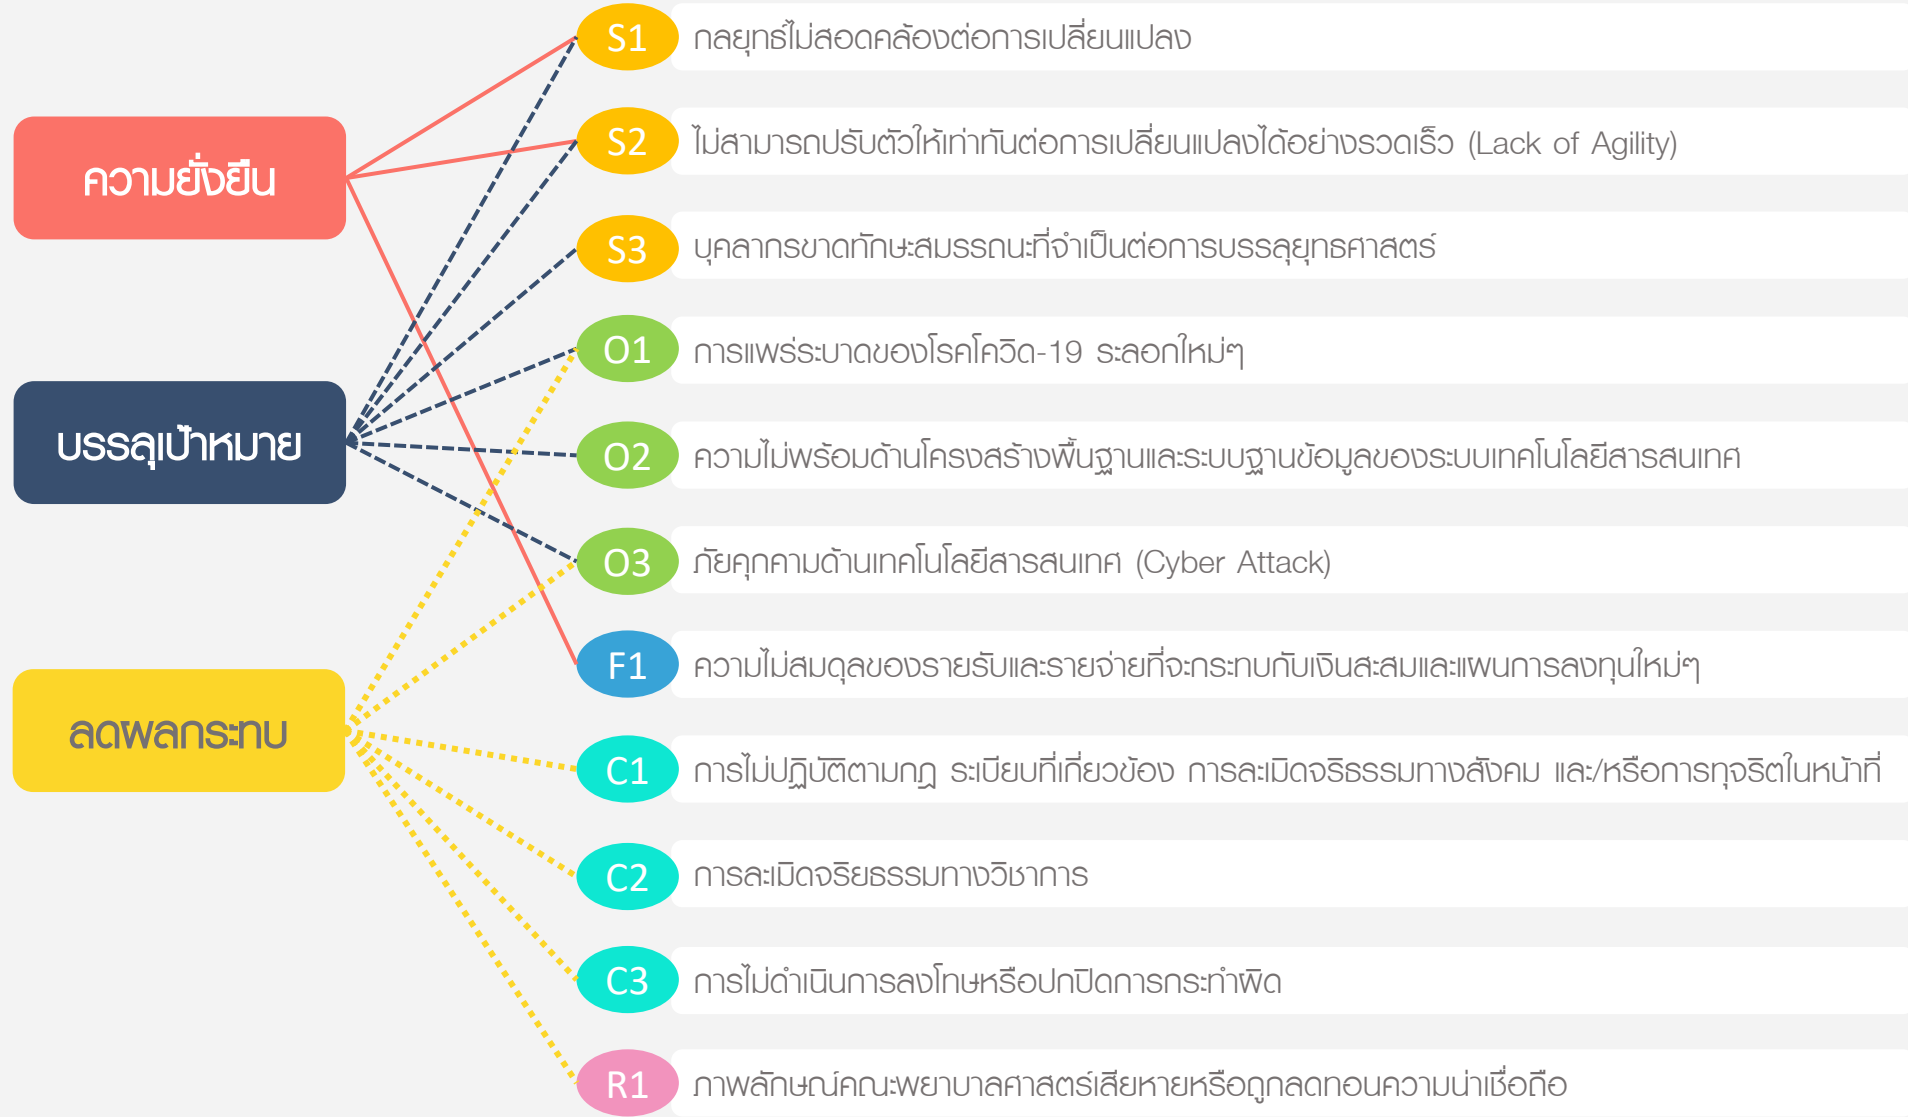 ความยั่งยืน
บรรลุเป้าหมาย
ลดผลกระทบ
S1 กลยุทธ์ไม่สอดคล้องต่อการเปลี่ยนแปลง
S2 ไม่สามารถปรับตัวให้เท่าทันต่อการเปลี่ยนแปลงได้อย่างรวดเร็ว (Lack of Agility)
S3 บุคลากรขาดทักษะสมรรถนะที่จำเป็นต่อการบรรลุยุทธศาสตร์
O1 การแพร่ระบาดของโรคโควิด-19 ระลอกใหม่ๆ
O2 ความไม่พร้อมด้านโครงสร้างพื้นฐานและระบบฐานข้อมูลของระบบเทคโนโลยีสารสนเทศ
O3 ภัยคุกคามด้านเทคโนโลยีสารสนเทศ (Cyber Attack)
F1 ความไม่สมดุลของรายรับและรายจ่ายที่จะกระทบกับเงินสะสมและแผนการลงทุนใหม่ๆ
C1 การไม่ปฏิบัติตามกฎ ระเบียบที่เกี่ยวข้อง การละเมิดจริธรรมทางสังคม และ/หรือการทุจริตในหน้าที่
C2 การละเมิดจริยธรรมทางวิชาการ
C3 การไม่ดำเนินการลงโทษหรือปกปิดการกระทำผิด
R1 ภาพลักษณ์คณะพยาบาลศาสตร์เสียหายหรือถูกลดทอนความน่าเชื่อถือ